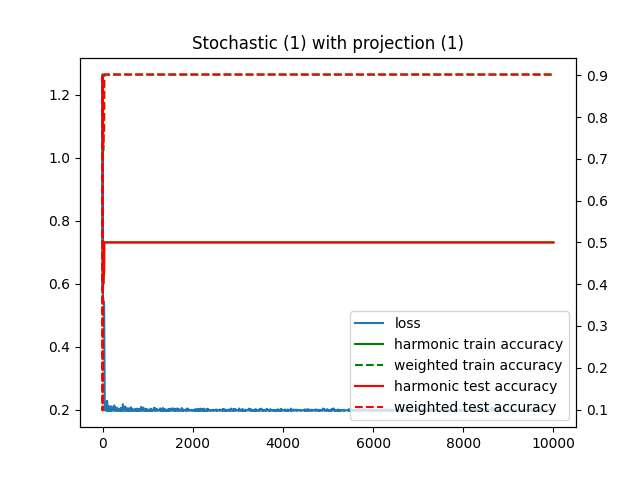 Stochastic (1) with projection (1)
1.2
1.0
0.8
0.6
0.4
0.2
0.9
0.8
0.7
0.6
0.5
0.4
0.3
0.2
0.1
loss
harmonic train accuracy
weighted train accuracy
harmonic test accuracy
weighted test accuracy
0 2000 4000 6000 8000 10000